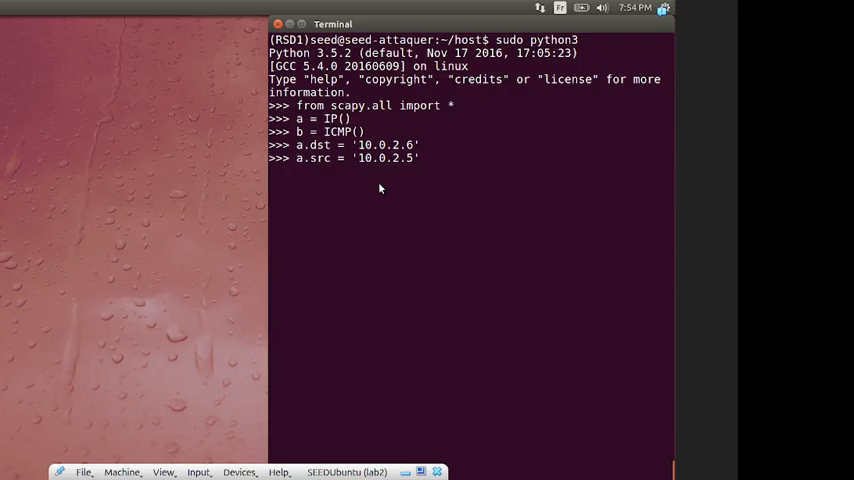 Fr
7:54 PM
Terminal
(RSD1)seed@seed-attaquer:~/host$ sudo python3
Python 3.5.2 (default, Nov 17 2016, 17:05:23)
[GCC 5.4.0 20160609] on linux
Type "help", "copyright", "credits" or "license" for more
information.
>>> from scapy.all import *
>>> a = IP()
>>> b = ICMP()
>>> a.dst = '10.0.2.6'
>>> a.src = '10.0.2.5'
File Machine View Input Devices Help SEEDUbuntu (lab2)